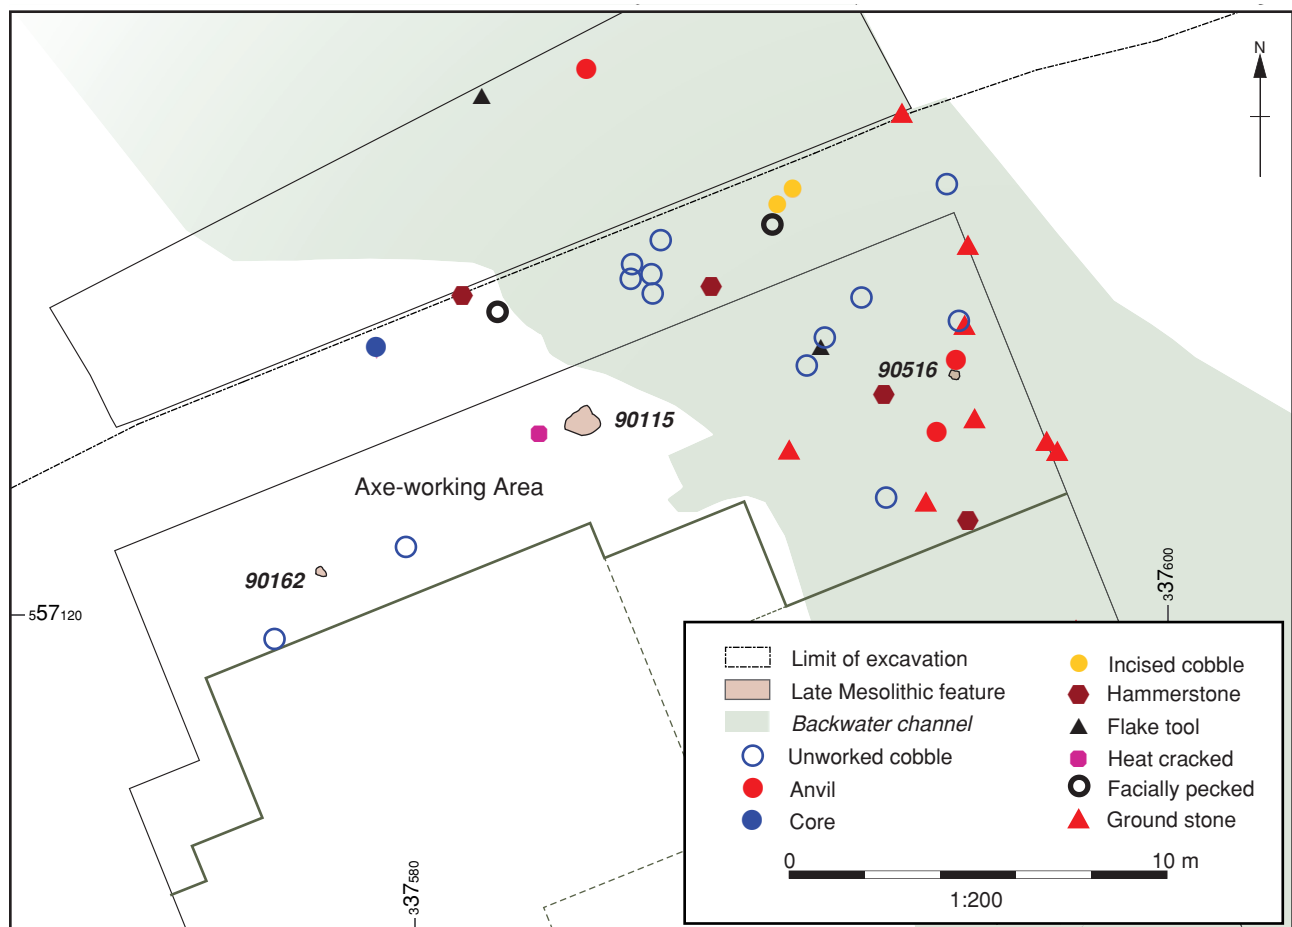 N
90516
90115
Axe-working Area
90162
557120
337600
337580
Limit of excavation
Late Mesolithic feature
Backwater channel
Unworked cobble
Anvil
Core
Incised cobble
Hammerstone
Flake tool
Heat cracked
Facially pecked
Ground stone
0 10 m
1:200